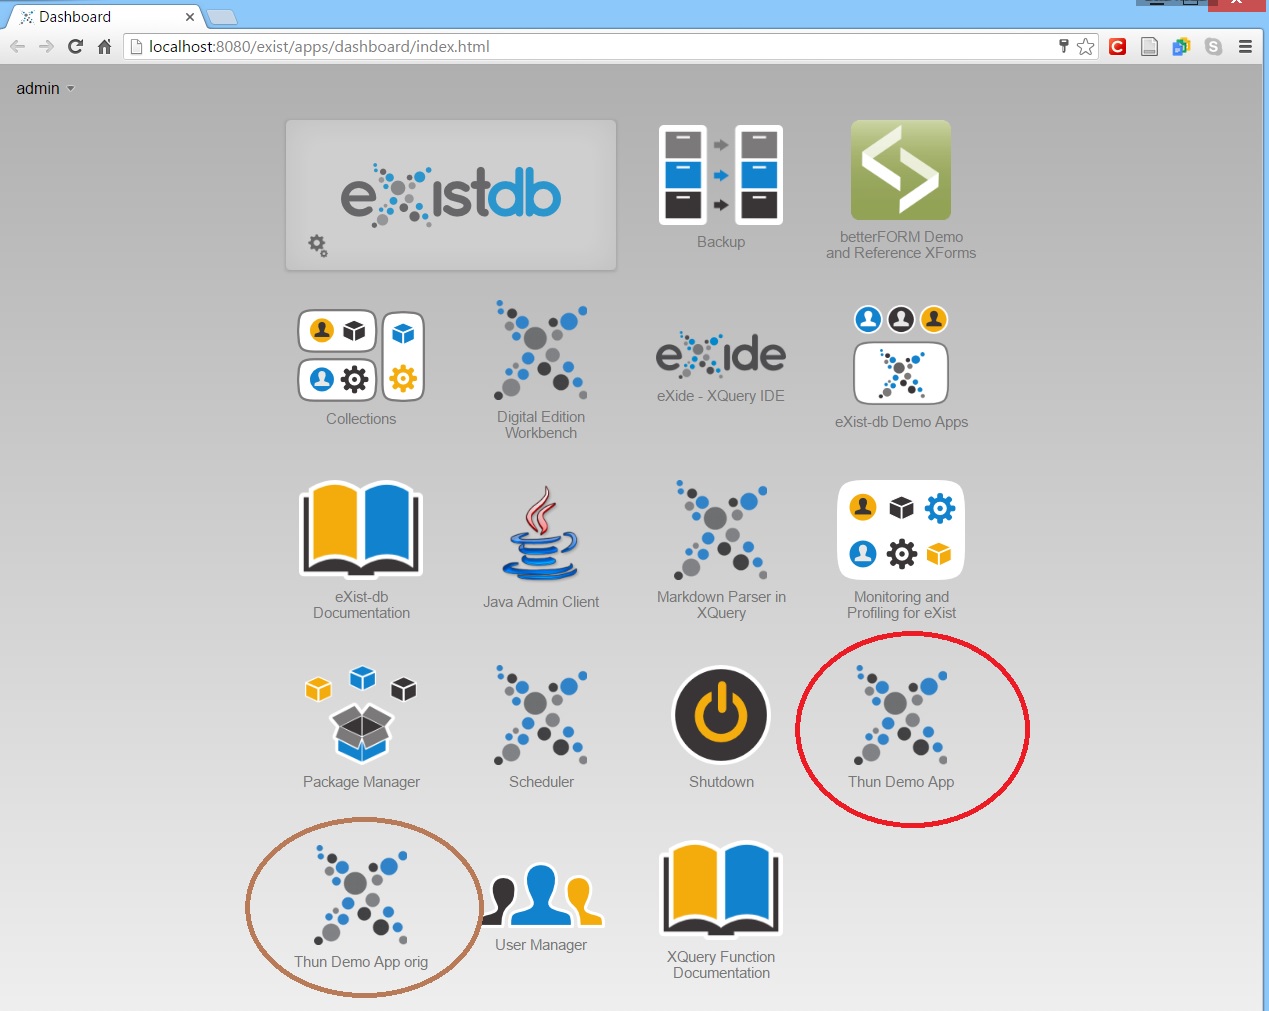 Dashboard
localhost:8080/exist/apps/dashboard/index.html
admin
eXistdb
Backup
betterFORM Demo
and Reference XForms
Collections
Digital Edition
Workbench
eXide
eXide - XQuery IDE
eXist-db Demo Apps
eXist-db
Documentation
Java Admin Client
Markdown Parser in
XQuery
Monitoring and
Profiling for eXist
Package Manager
Scheduler
Shutdown
Thun Demo App
Thun Demo App orig
User Manager
XQuery Function
Documentation